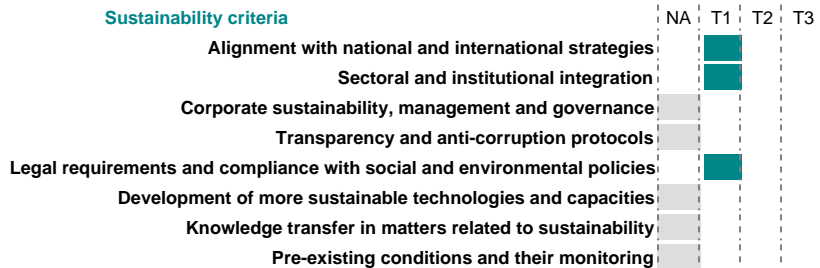 Sustainability criteria NA T1 T2 T3
Alignment with national and international strategies
Sectoral and institutional integration
Corporate sustainability, management and governance
Transparency and anti-corruption protocols
Legal requirements and compliance with social and environmental policies
Development of more sustainable technologies and capacities
Knowledge transfer in matters related to sustainability
Pre-existing conditions and their monitoring